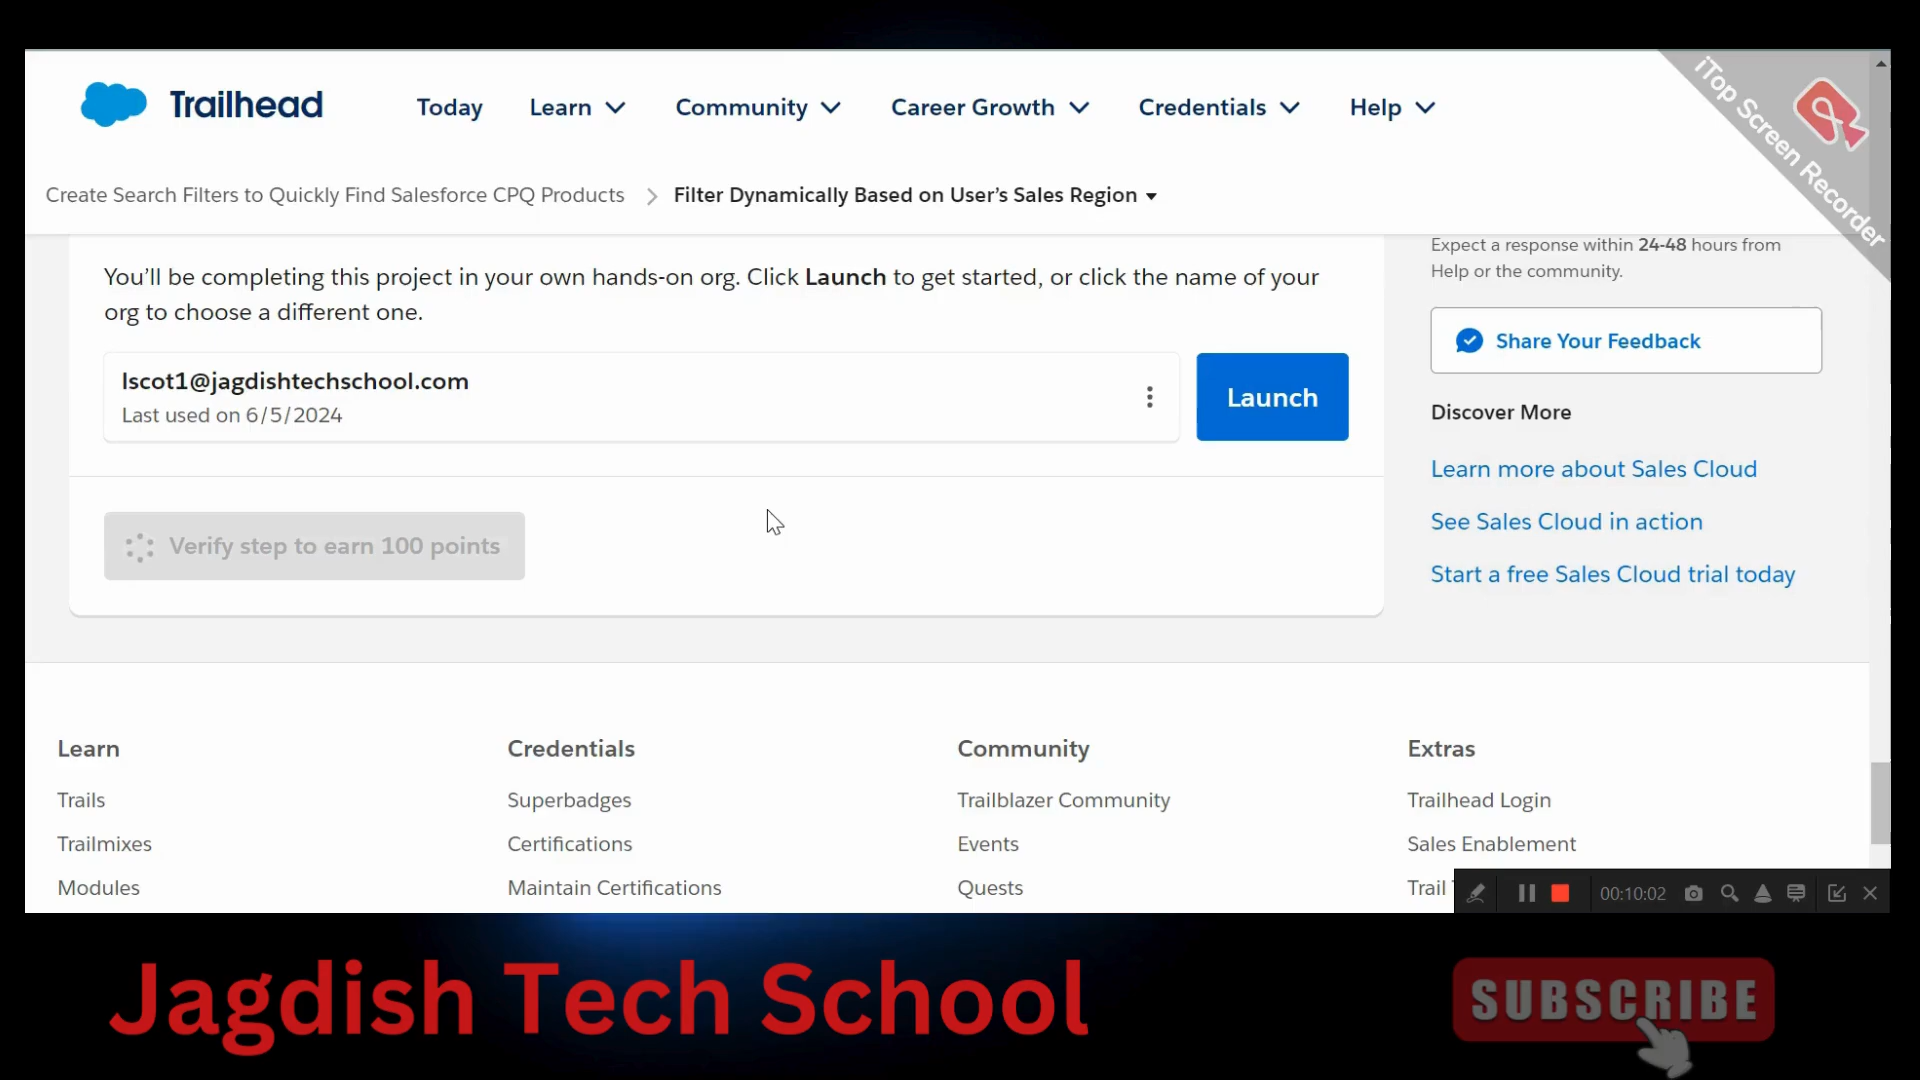 Trailhead
Today
Learn
Community
Career Growth
Credentials
Help
iTop Screen Recorder
Create Search Filters to Quickly Find Salesforce CPQ Products
Filter Dynamically Based on User’s Sales Region
You’ll be completing this project in your own hands-on org. Click Launch to get started, or click the name of your
org to choose a different one.
lscot1@jagdishtechschool.com
Last used on 6/5/2024
Launch
Verify step to earn 100 points
Expect a response within 24-48 hours from
Help or the community.
Share Your Feedback
Discover More
Learn more about Sales Cloud
See Sales Cloud in action
Start a free Sales Cloud trial today
Learn
Trails
Trailmixes
Modules
Credentials
Superbadges
Certifications
Maintain Certifications
Community
Trailblazer Community
Events
Quests
Extras
Trailhead Login
Sales Enablement
Trail
00:10:02
Jagdish Tech School
SUBSCRIBE